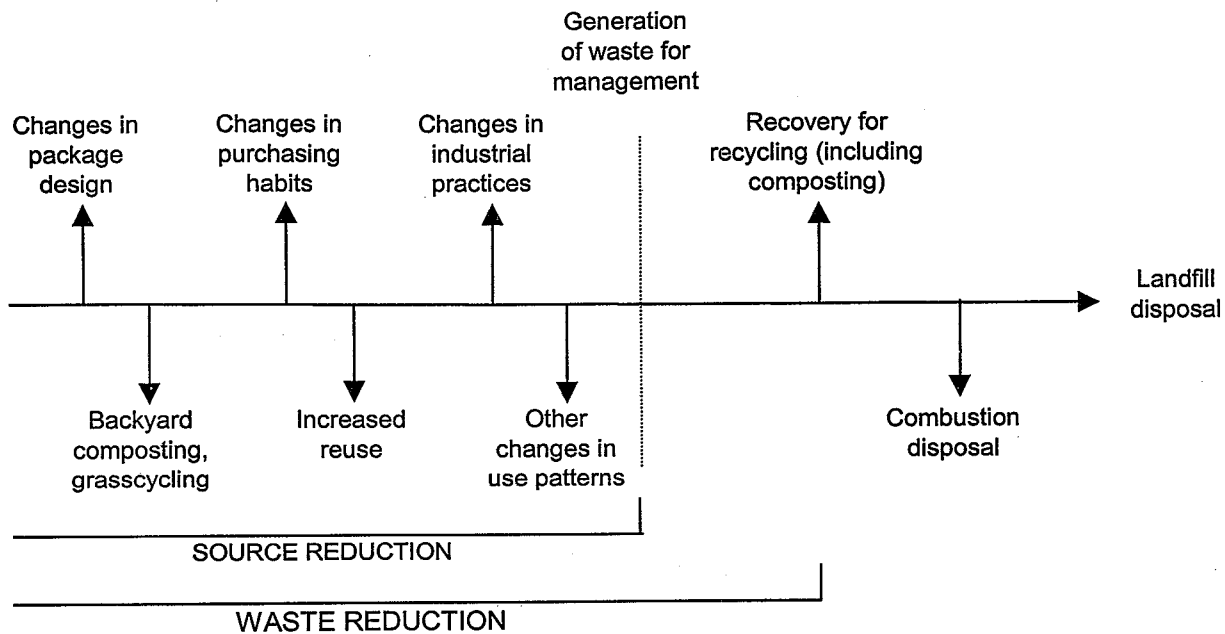 Generation
of waste for
management
Changes in
package
design
Changes in
purchasing
habits
Changes in
industrial
practices
Recovery for
recycling (including
composting)
Landfill
disposal
Backyard
composting,
grasscycling
Increased
reuse
Other
changes in
use patterns
Combustion
disposal
SOURCE REDUCTION
WASTE REDUCTION